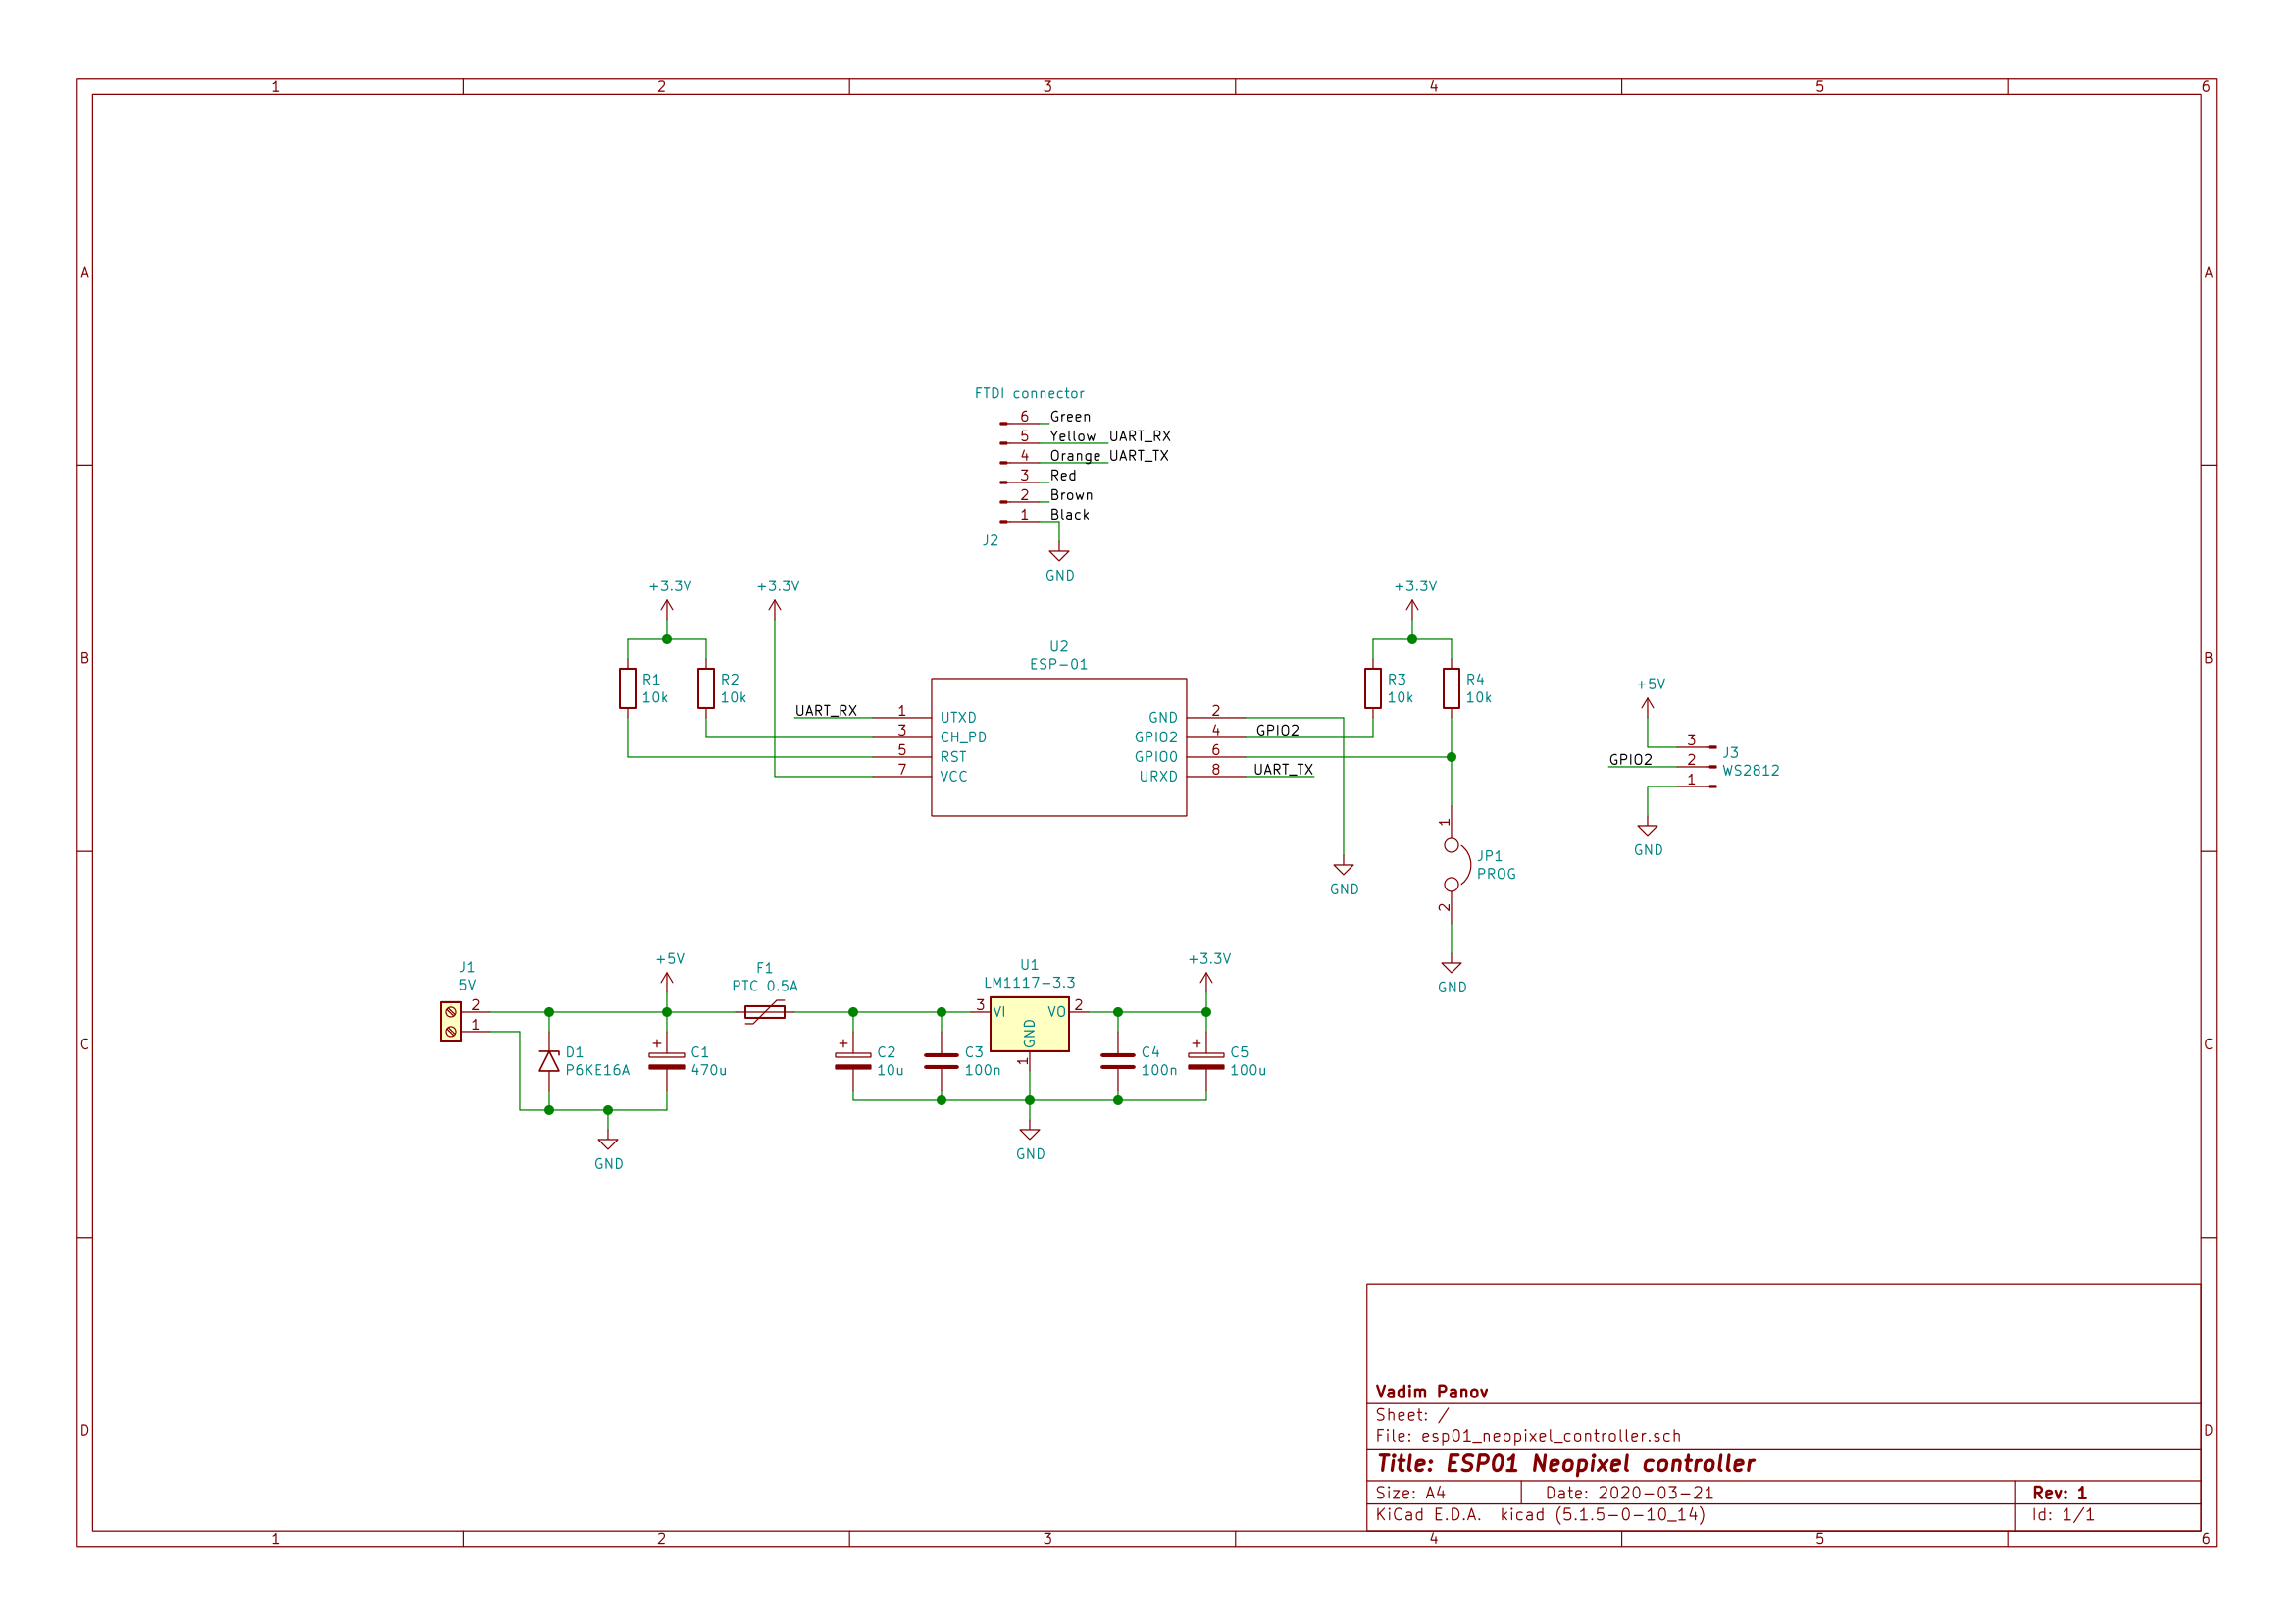 1 2 3 4 5 6
A A
FTDI connector
6 Green
5 Yellow UART_RX
4 Orange UART_TX
3 Red
2 Brown
1 Black
J2
GND
+3.3V +3.3V +3.3V
B B
U2
ESP-01
R1
10k
R2
10k
R3
10k
R4
10k
UART_RX 1 UTXD
3 CH_PD
5 RST
7 VCC
GND 2
GPIO2 4 GPIO2
GPIO0 6
URXD 8 UART_TX
+5V
3
GPIO2 2
1
J3
WS2812
GND
1
JP1
PROG
2
GND
GND
J1
5V
2
1
+5V
F1
PTC 0.5A
U1
LM1117-3.3
3 VI VO 2
GND
1
+3.3V
C C
D1
P6KE16A
+
C1
470u
+
C2
10u
C3
100n
C4
100n
+
C5
100u
GND
GND
D D
Vadim Panov
Sheet: /
File: esp01_neopixel_controller.sch
Title: ESP01 Neopixel controller
Size: A4 Date: 2020-03-21 Rev: 1
KiCad E.D.A. kicad (5.1.5-0-10_14) Id: 1/1
1 2 3 4 5 6